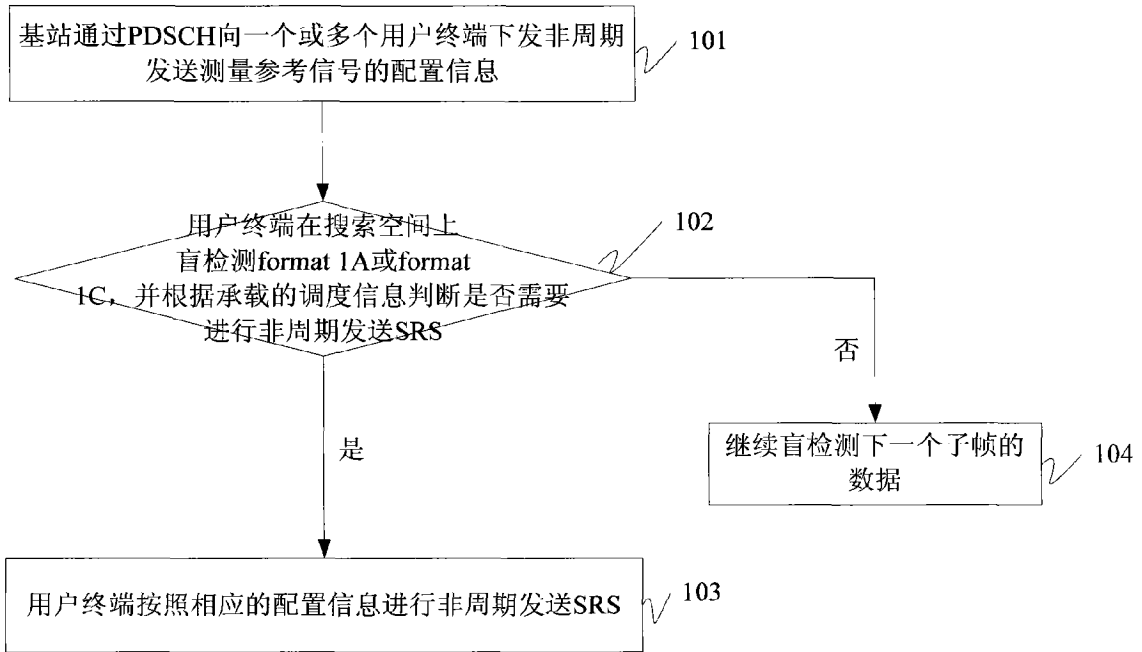 基站通过PDSCH向一个或多个用户终端下发非周期
发送测量参考信号的配置信息
101
用户终端在搜索空间上
盲检测format 1A或format
1C，并根据承载的调度信息判断是否需要
进行非周期发送SRS
102
否
是
继续盲检测下一个子帧的
数据
104
用户终端按照相应的配置信息进行非周期发送SRS
103